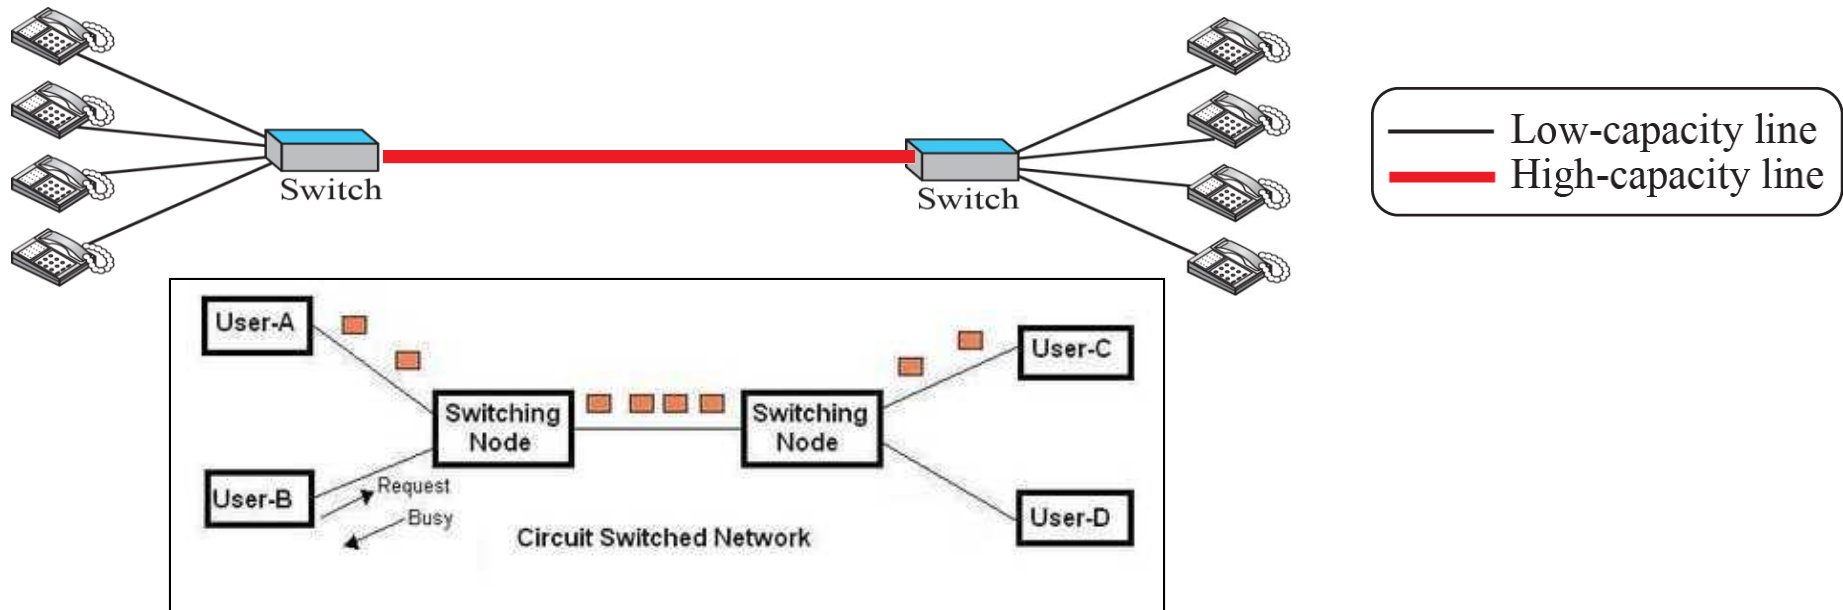 Switch
Switch
Low-capacity line
High-capacity line
User-A
User-C
Switching
Node
Switching
Node
User-B
Request
Busy
User-D
Circuit Switched Network